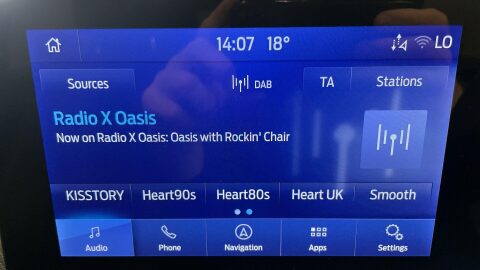 14:07 18° LO
Sources DAB TA Stations
Radio X Oasis
Now on Radio X Oasis: Oasis with Rockin' Chair
KISSTORY Heart90s Heart80s Heart UK Smooth
Audio Phone Navigation Apps Settings